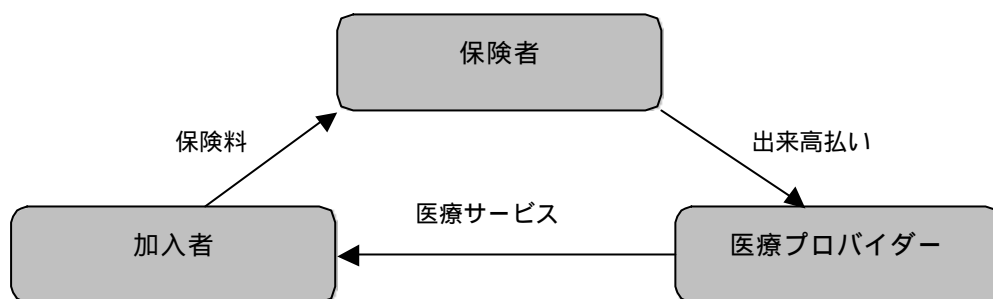 保険者
保険料
出来高払い
医療サービス
加入者
医療プロバイダー